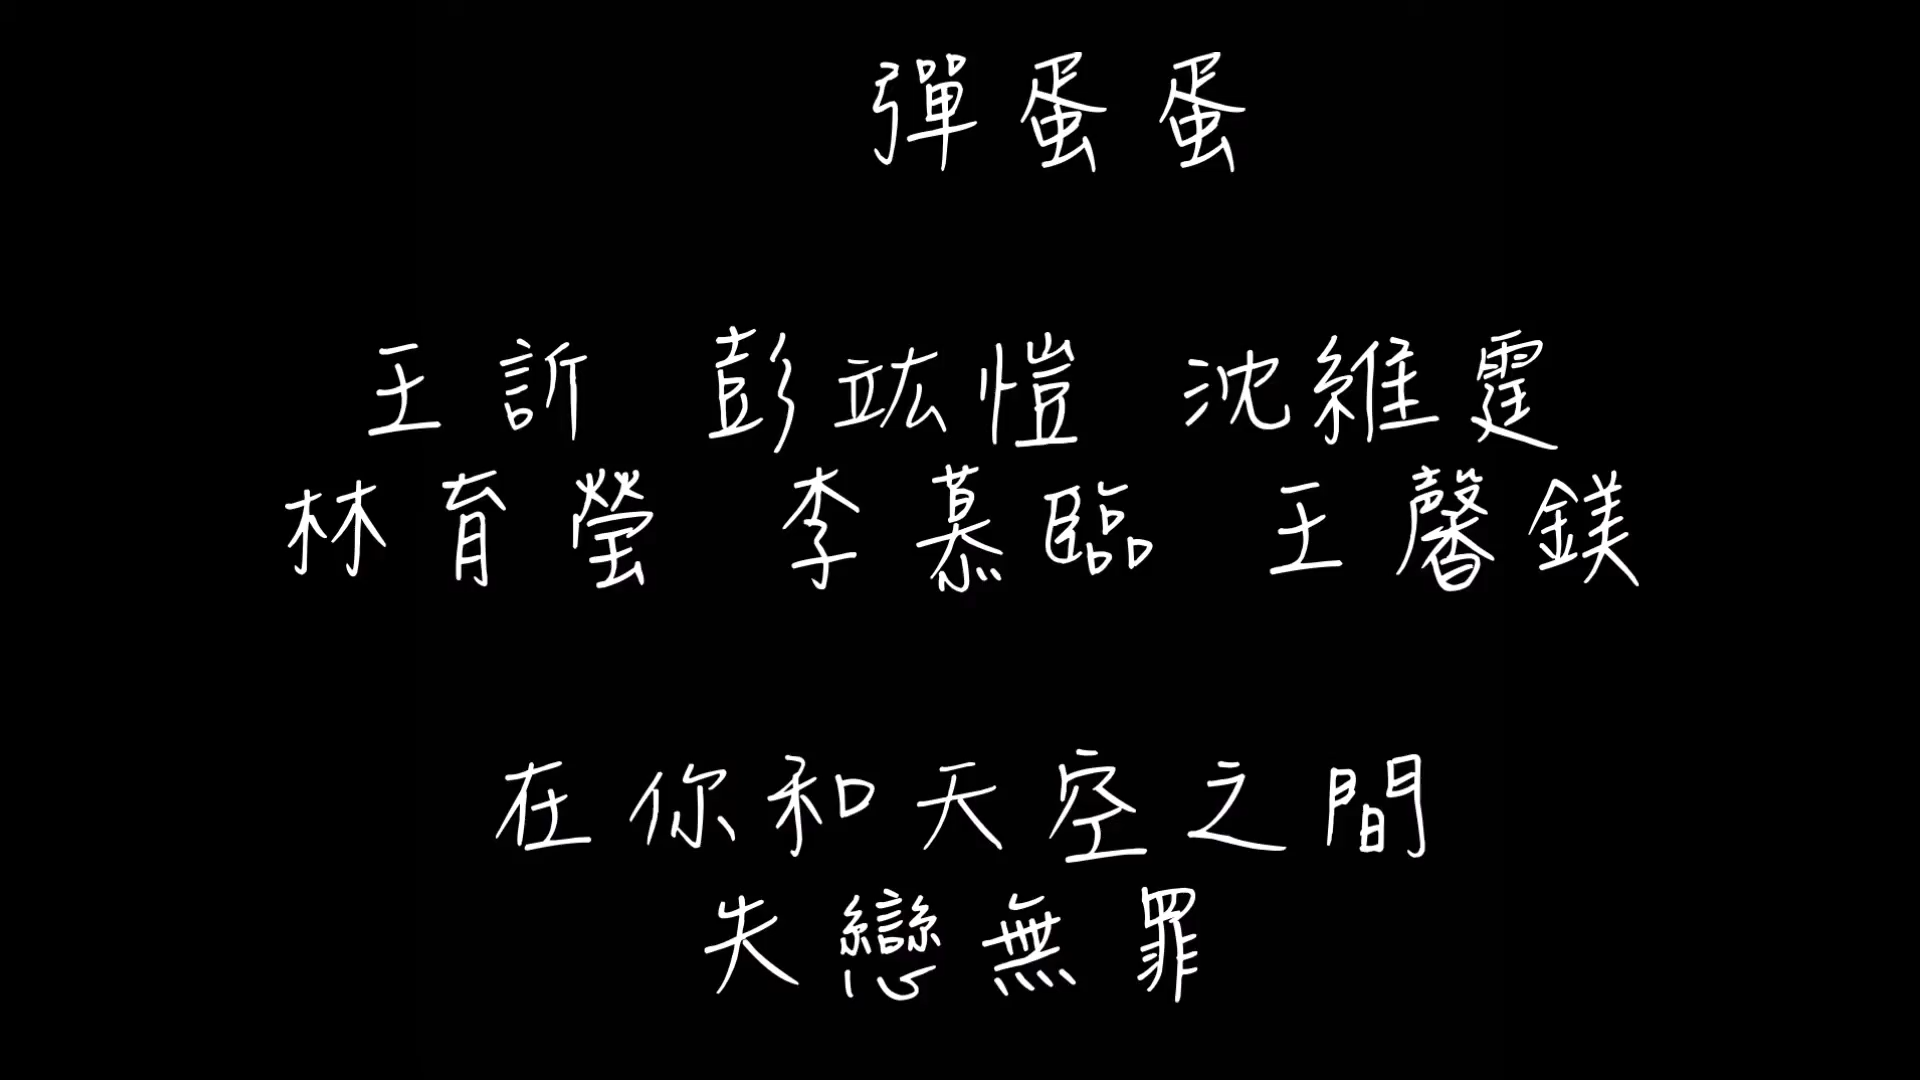 彈蛋蛋
王訢 彭竑愷 沈維霆
林育瑩 李慕臨 王馨鎂
在你和天空之間
失戀無罪